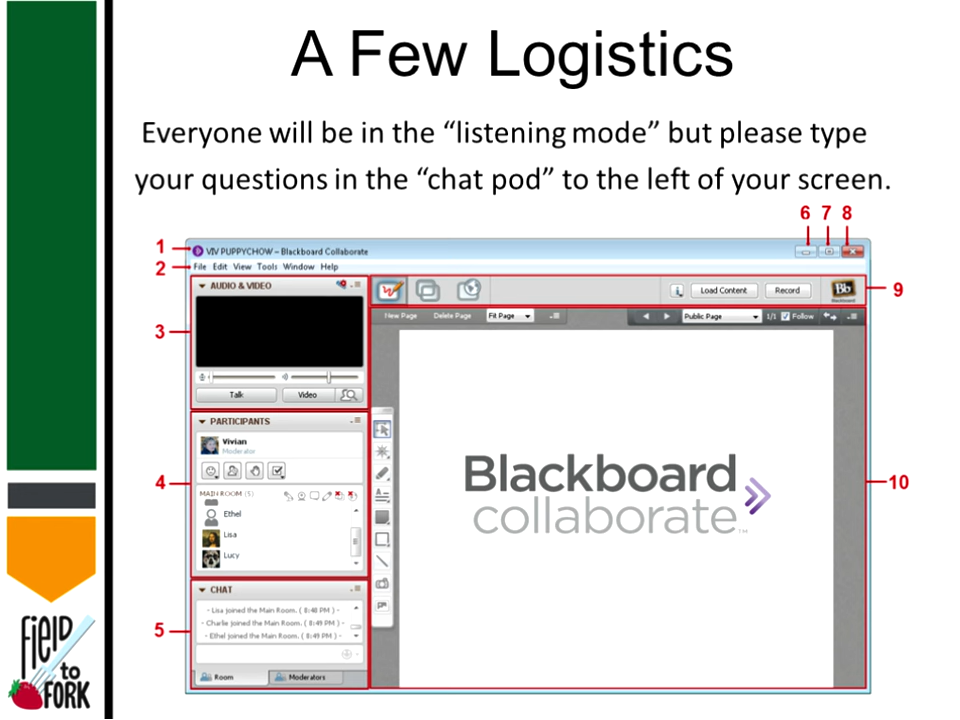 A Few Logistics
Everyone will be in the “listening mode” but please type
your questions in the “chat pod” to the left of your screen.
6 7 8
1
VIV PUPPYCHOW – Blackboard Collaborate
2
File Edit View Tools Window Help
AUDIO & VIDEO
Load Content
Record
Bb
Blackboard
9
New Page
Delete Page
Fit Page
Public Page
1/1
Follow
3
Talk
Video
PARTICIPANTS
Vivian
Moderator
4
MAIN ROOM (5)
Ethel
Lisa
Lucy
Blackboard
collaborate™
10
CHAT
- Lisa joined the Main Room. ( 8:48 PM ) -
- Charlie joined the Main Room. ( 8:49 PM ) -
- Ethel joined the Main Room. ( 8:49 PM ) -
5
Room
Moderators
FiElD
to
FORK